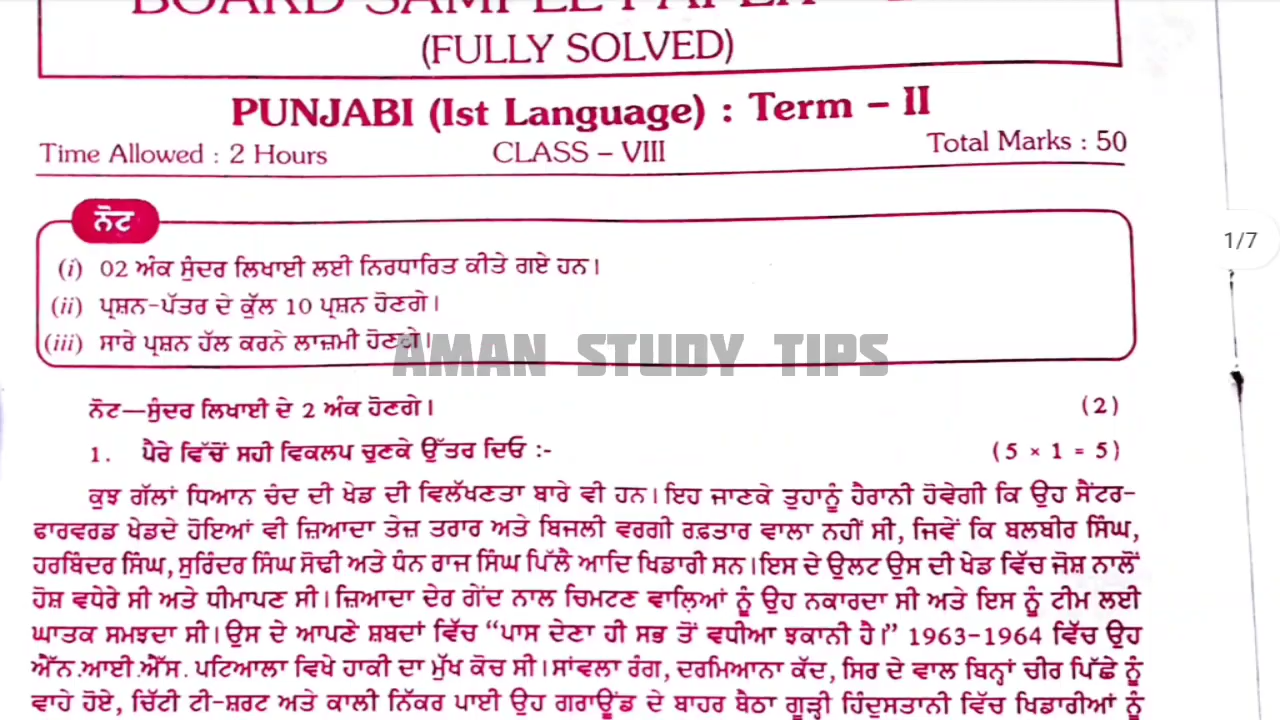 BOARD SAMPLE PAPER
(FULLY SOLVED)
PUNJABI (Ist Language) : Term – II
Time Allowed : 2 Hours CLASS – VIII Total Marks : 50
ਨੋਟ
(i) 02 ਅੰਕ ਸੁੰਦਰ ਲਿਖਾਈ ਲਈ ਨਿਰਧਾਰਿਤ ਕੀਤੇ ਗਏ ਹਨ।
(ii) ਪ੍ਰਸ਼ਨ-ਪੱਤਰ ਦੇ ਕੁੱਲ 10 ਪ੍ਰਸ਼ਨ ਹੋਣਗੇ।
(iii) ਸਾਰੇ ਪ੍ਰਸ਼ਨ ਹੱਲ ਕਰਨੇ ਲਾਜ਼ਮੀ ਹੋਣਗੇ।
AMAN STUDY TIPS
1/7
ਨੋਟ—ਸੁੰਦਰ ਲਿਖਾਈ ਦੇ 2 ਅੰਕ ਹੋਣਗੇ। (2)
1. ਪੈਰੇ ਵਿੱਚੋਂ ਸਹੀ ਵਿਕਲਪ ਚੁਣਕੇ ਉੱਤਰ ਦਿਓ :- (5 × 1 = 5)
ਕੁਝ ਗੱਲਾਂ ਧਿਆਨ ਚੰਦ ਦੀ ਖੇਡ ਦੀ ਵਿਲੱਖਣਤਾ ਬਾਰੇ ਵੀ ਹਨ। ਇਹ ਜਾਣਕੇ ਤੁਹਾਨੂੰ ਹੈਰਾਨੀ ਹੋਵੇਗੀ ਕਿ ਉਹ ਸੈਂਟਰ-
ਫਾਰਵਰਡ ਖੇਡਦੇ ਹੋਇਆਂ ਵੀ ਜ਼ਿਆਦਾ ਤੇਜ਼ ਤਰਾਰ ਅਤੇ ਬਿਜਲੀ ਵਰਗੀ ਰਫ਼ਤਾਰ ਵਾਲਾ ਨਹੀਂ ਸੀ, ਜਿਵੇਂ ਕਿ ਬਲਬੀਰ ਸਿੰਘ,
ਹਰਬਿੰਦਰ ਸਿੰਘ, ਸੁਰਿੰਦਰ ਸਿੰਘ ਸੋਢੀ ਅਤੇ ਧੰਨ ਰਾਜ ਸਿੰਘ ਪਿੱਲੈ ਆਦਿ ਖਿਡਾਰੀ ਸਨ। ਇਸ ਦੇ ਉਲਟ ਉਸ ਦੀ ਖੇਡ ਵਿੱਚ ਜੋਸ਼ ਨਾਲੋਂ
ਹੋਸ਼ ਵਧੇਰੇ ਸੀ ਅਤੇ ਧੀਮਾਪਣ ਸੀ। ਜ਼ਿਆਦਾ ਦੇਰ ਗੇਂਦ ਨਾਲ ਚਿਮਟਣ ਵਾਲ਼ਿਆਂ ਨੂੰ ਉਹ ਨਕਾਰਦਾ ਸੀ ਅਤੇ ਇਸ ਨੂੰ ਟੀਮ ਲਈ
ਘਾਤਕ ਸਮਝਦਾ ਸੀ। ਉਸ ਦੇ ਆਪਣੇ ਸ਼ਬਦਾਂ ਵਿੱਚ “ਪਾਸ ਦੇਣਾ ਹੀ ਸਭ ਤੋਂ ਵਧੀਆ ਝਕਾਨੀ ਹੈ।” 1963-1964 ਵਿੱਚ ਉਹ
ਐੱਨ.ਆਈ.ਐੱਸ. ਪਟਿਆਲਾ ਵਿਖੇ ਹਾਕੀ ਦਾ ਮੁੱਖ ਕੋਚ ਸੀ। ਸਾਂਵਲਾ ਰੰਗ, ਦਰਮਿਆਨਾ ਕੱਦ, ਸਿਰ ਦੇ ਵਾਲ ਬਿਨ੍ਹਾਂ ਚੀਰ ਪਿੱਛੇ ਨੂੰ
ਵਾਹੇ ਹੋਏ, ਚਿੱਟੀ ਟੀ-ਸ਼ਰਟ ਅਤੇ ਕਾਲੀ ਨਿੱਕਰ ਪਾਈ ਉਹ ਗਰਾਊਂਡ ਦੇ ਬਾਹਰ ਬੈਠਾ ਗੂੜ੍ਹੀ ਹਿੰਦੁਸਤਾਨੀ ਵਿੱਚ ਖਿਡਾਰੀਆਂ ਨੂੰ